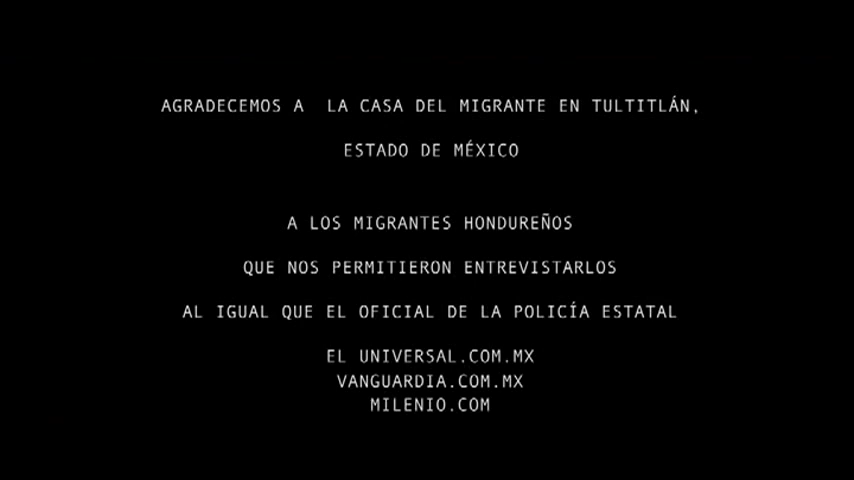 AGRADECEMOS A LA CASA DEL MIGRANTE EN TULTITLÁN,
ESTADO DE MÉXICO
A LOS MIGRANTES HONDUREÑOS
QUE NOS PERMITIERON ENTREVISTARLOS
AL IGUAL QUE EL OFICIAL DE LA POLICÍA ESTATAL
EL UNIVERSAL.COM.MX
VANGUARDIA.COM.MX
MILENIO.COM